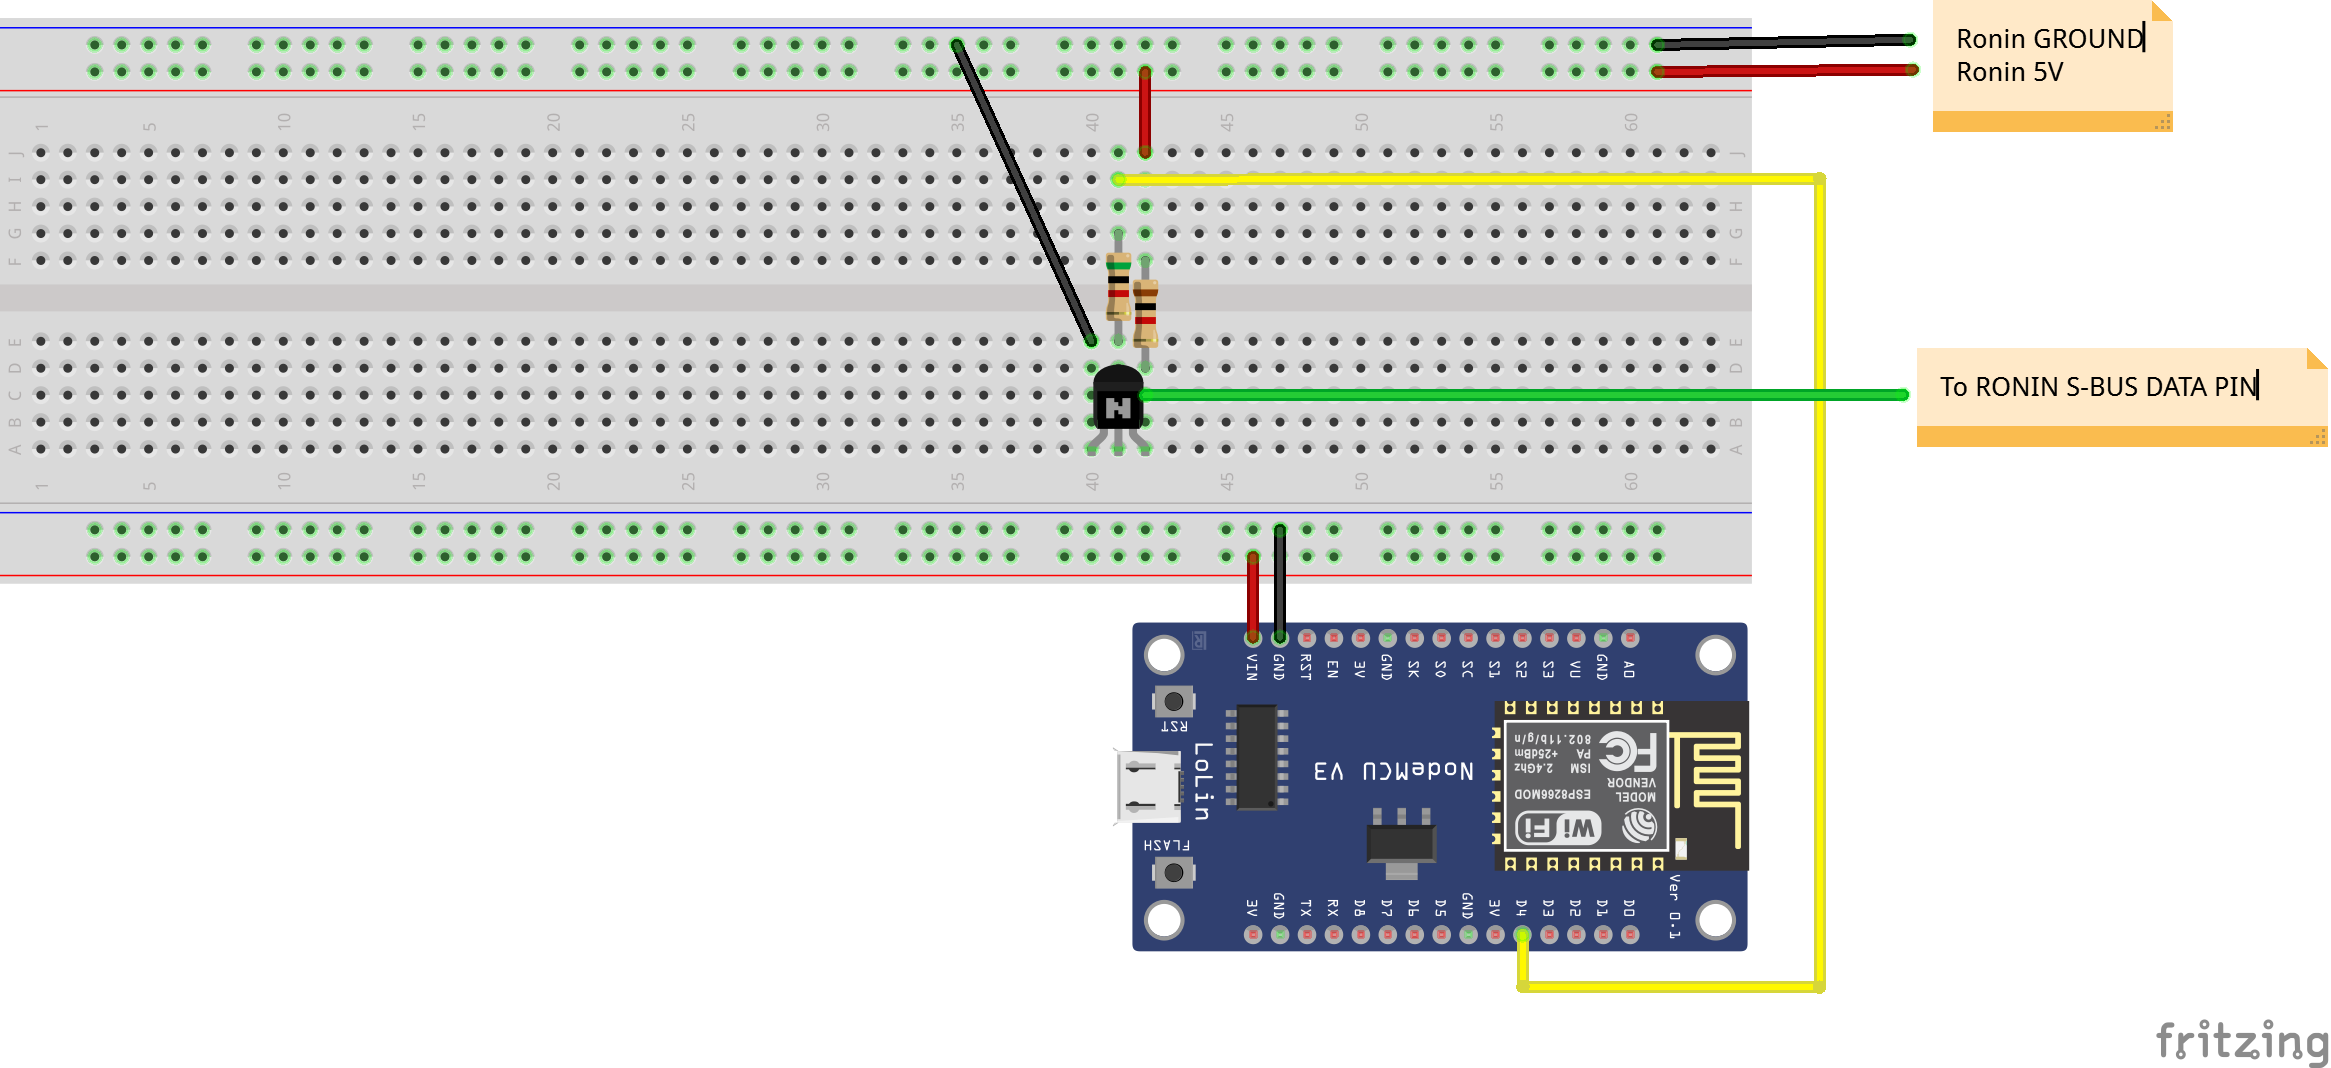 Ronin GROUND
Ronin 5V
1 5 10 15 20 25 30 35 40 45 50 55 60
J J
I I
H H
G G
F F
E E
D D
C C
B B
A A
To RONIN S-BUS DATA PIN
N
1 5 10 15 20 25 30 35 40 45 50 55 60
VIN GND RST EN 3V GND SK SO SC S1 S2 S3 VU GND AO
RST
LoLin
NodeMCU V3
FLASH
802.11b/g/n
PA +25dBm
ISM 2.4Ghz
FC
VENDOR
MODEL
ESP8266MOD
WiFi
Ver 0.1
3V GND TX RX D8 D7 D6 D5 GND 3V D4 D3 D2 D1 D0
fritzing